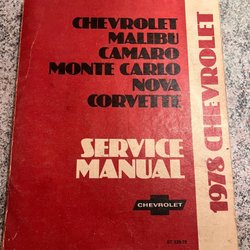 CHEVROLET
MALIBU
CAMARO
MONTE CARLO
NOVA
CORVETTE
SERVICE
MANUAL
CHEVROLET
1978 CHEVROLET